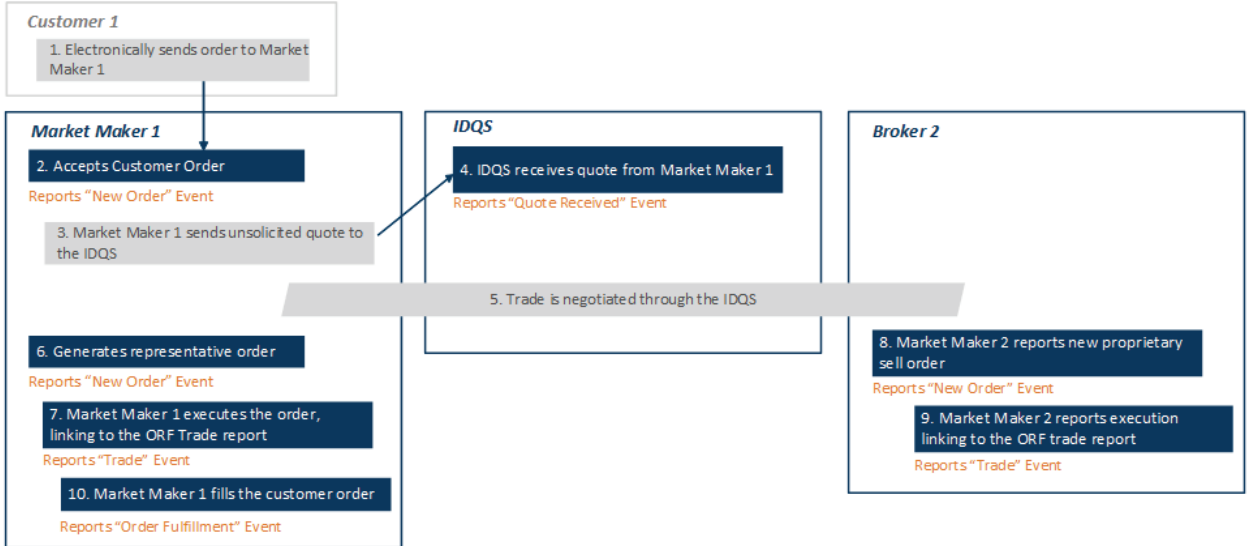 Customer 1
1. Electronically sends order to Market
Maker 1
Market Maker 1
2. Accepts Customer Order
Reports “New Order” Event
3. Market Maker 1 sends unsolicited quote to
the IDQS
IDQS
4. IDQS receives quote from Market Maker 1
Reports “Quote Received” Event
Broker 2
5. Trade is negotiated through the IDQS
6. Generates representative order
Reports “New Order” Event
7. Market Maker 1 executes the order,
linking to the ORF Trade report
Reports “Trade” Event
8. Market Maker 2 reports new proprietary
sell order
Reports “New Order” Event
9. Market Maker 2 reports execution
linking to the ORF trade report
Reports “Trade” Event
10. Market Maker 1 fills the customer order
Reports “Order Fulfillment” Event